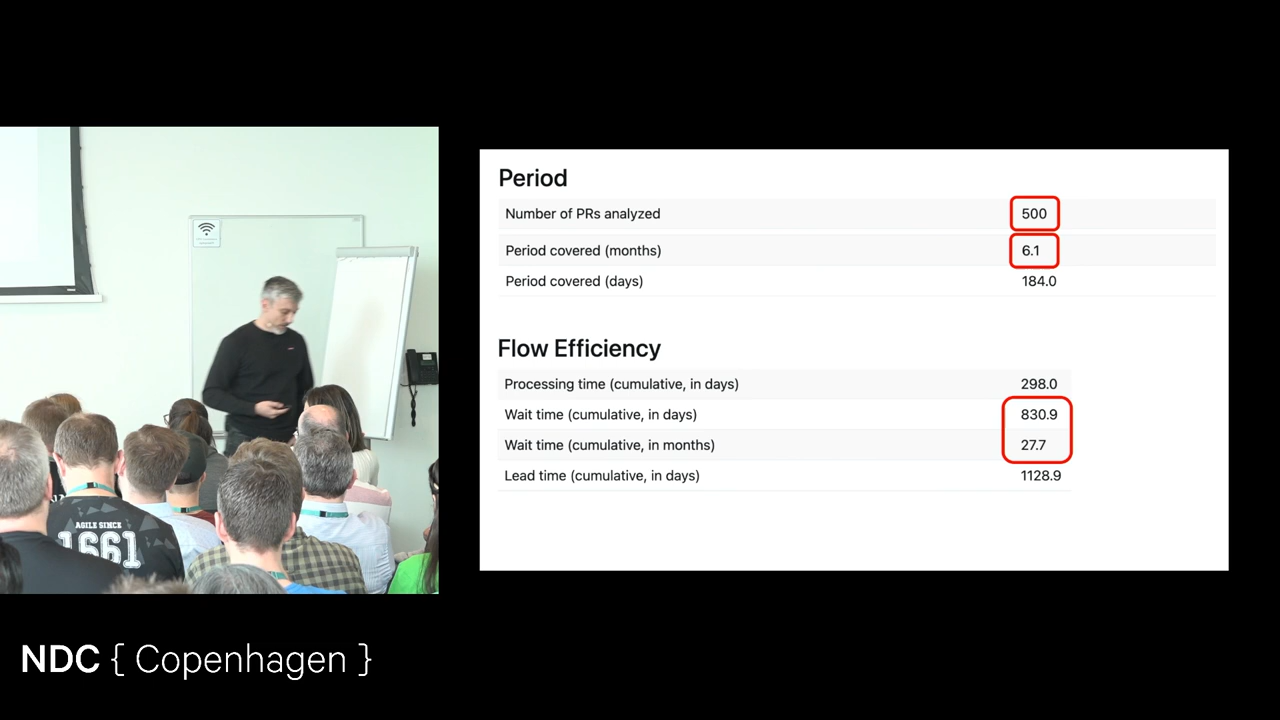 AGILE SINCE
1661
Period
Number of PRs analyzed 500
Period covered (months) 6.1
Period covered (days) 184.0
Flow Efficiency
Processing time (cumulative, in days) 298.0
Wait time (cumulative, in days) 830.9
Wait time (cumulative, in months) 27.7
Lead time (cumulative, in days) 1128.9
NDC { Copenhagen }